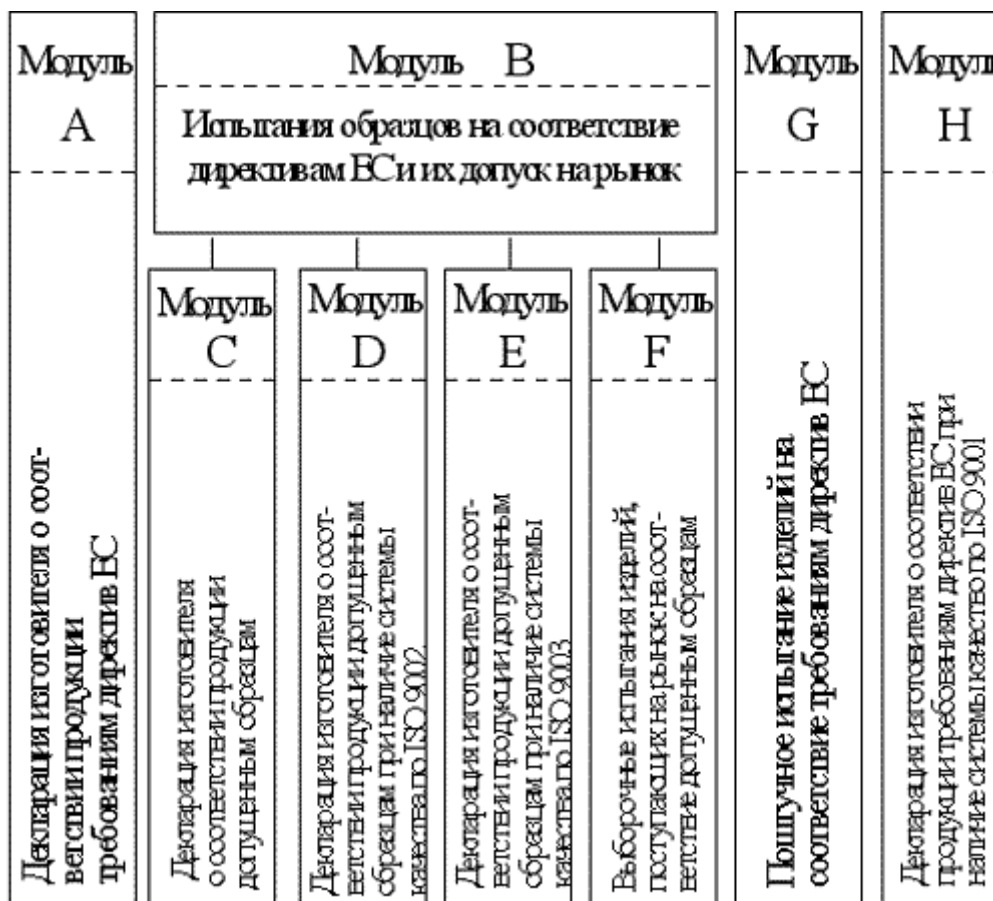 Модуль
A
Декларация изготовителя о соот-
ветствии продукции
требованиям директив ЕС
Модуль B
Испытания образцов на соответствие
директивам ЕС и их допуск на рынок
Модуль
C
Декларация изготовителя
о соответствии продукции
допущенным образцам
Модуль
D
Декларация изготовителя о соот-
ветствии продукции допущенным
образцам при наличие системы
качества по ISO 9002
Модуль
E
Декларация изготовителя о соот-
ветствии продукции допущенным
образцам при наличие системы
качества по ISO 9003
Модуль
F
Выборочные испытания изделий,
поступающих на рынок на соот-
ветствие допущенным образцам
Модуль
G
Поштучное испытание изделий на
соответствие требованиям директив ЕС
Модуль
H
Декларация изготовителя о соответствии
продукции требованиям директив ЕС при
наличие системы качество по ISO 9001